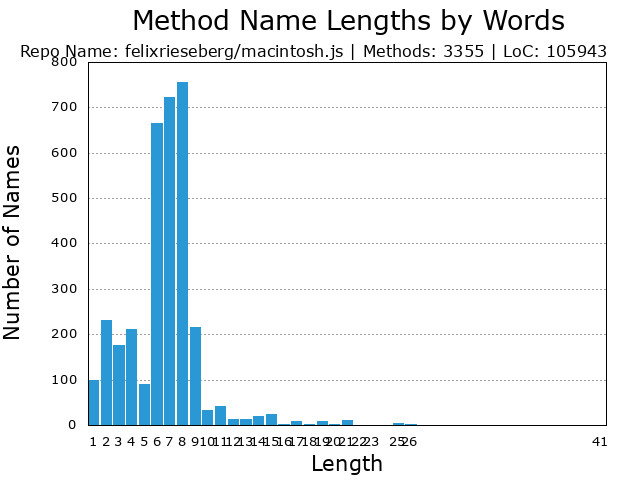 Method Name Lengths by Words
Repo Name: felixrieseberg/macintosh.js | Methods: 3355 | LoC: 105943
800
700
600
500
400
300
200
100
0
Number of Names
1 2 3 4 5 6 7 8 9 10 11 12 13 14 15 16 17 18 19 20 21 22 23 25 26 41
Length